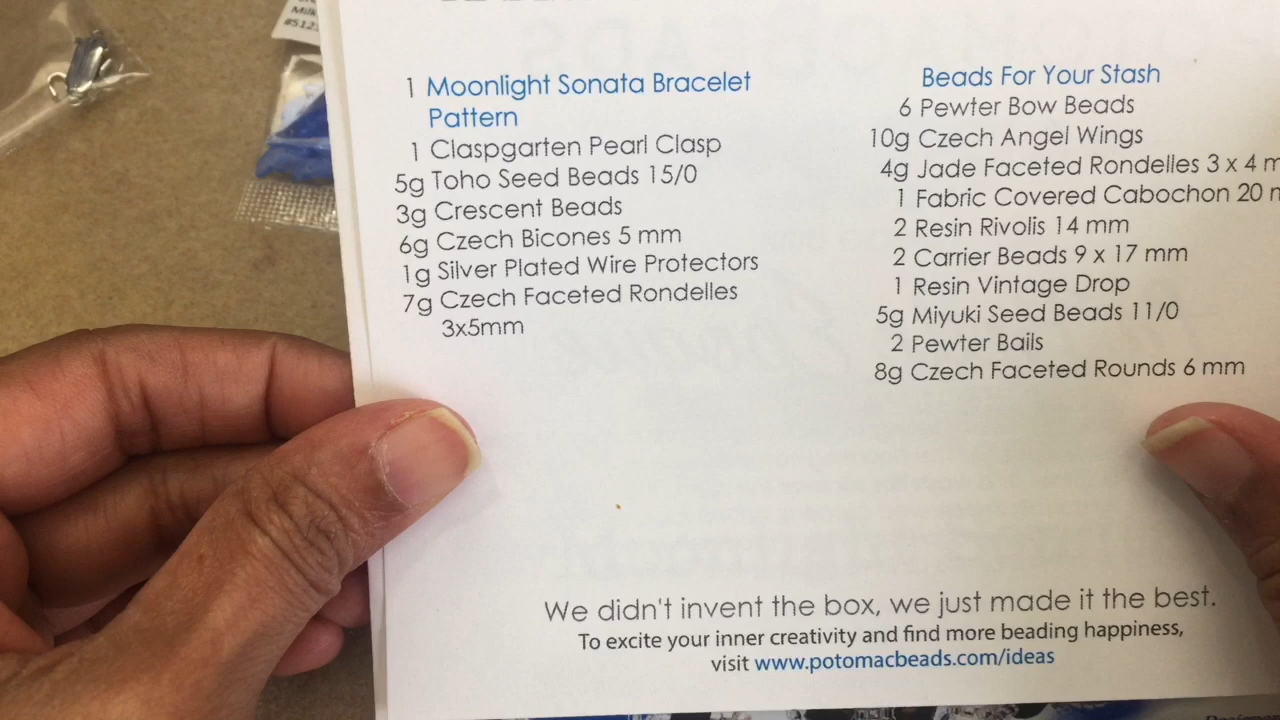 Milk
#512
1 Moonlight Sonata Bracelet
Pattern
1 Claspgarten Pearl Clasp
5g Toho Seed Beads 15/0
3g Crescent Beads
6g Czech Bicones 5 mm
1g Silver Plated Wire Protectors
7g Czech Faceted Rondelles
3x5mm
Beads For Your Stash
6 Pewter Bow Beads
10g Czech Angel Wings
4g Jade Faceted Rondelles 3 x 4 m
1 Fabric Covered Cabochon 20
2 Resin Rivolis 14 mm
2 Carrier Beads 9 x 17 mm
1 Resin Vintage Drop
5g Miyuki Seed Beads 11/0
2 Pewter Bails
8g Czech Faceted Rounds 6 mm
We didn't invent the box, we just made it the best.
To excite your inner creativity and find more beading happiness,
visit www.potomacbeads.com/ideas